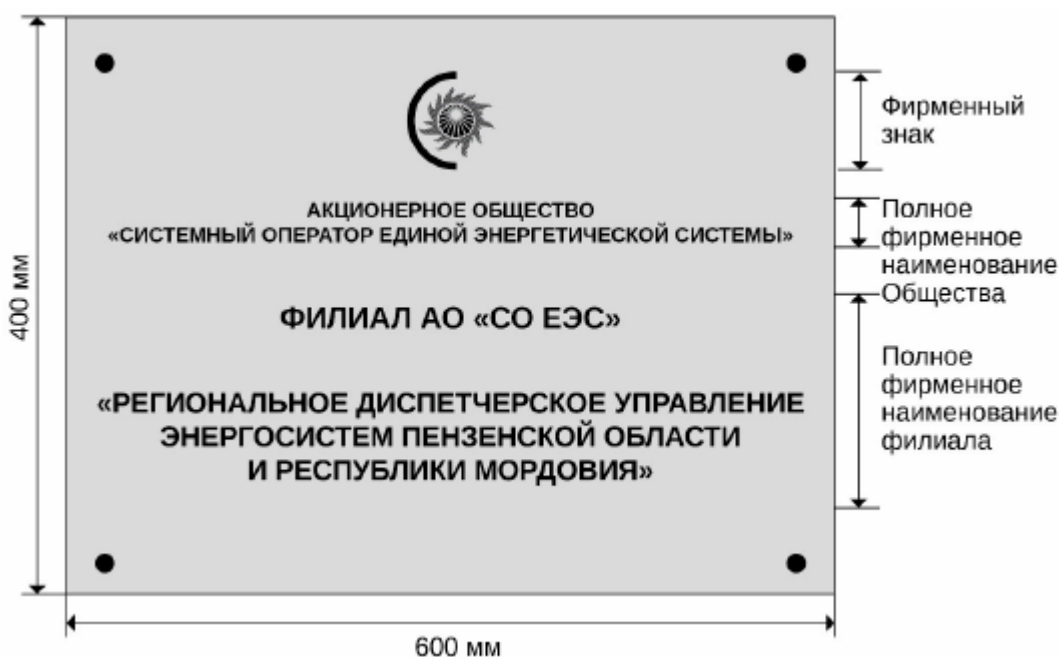 АКЦИОНЕРНОЕ ОБЩЕСТВО
«СИСТЕМНЫЙ ОПЕРАТОР ЕДИНОЙ ЭНЕРГЕТИЧЕСКОЙ СИСТЕМЫ»
ФИЛИАЛ АО «СО ЕЭС»
«РЕГИОНАЛЬНОЕ ДИСПЕТЧЕРСКОЕ УПРАВЛЕНИЕ
ЭНЕРГОСИСТЕМ ПЕНЗЕНСКОЙ ОБЛАСТИ
И РЕСПУБЛИКИ МОРДОВИЯ»
Фирменный
знак
Полное
фирменное
наименование
Общества
Полное
фирменное
наименование
филиала
400 мм
600 мм